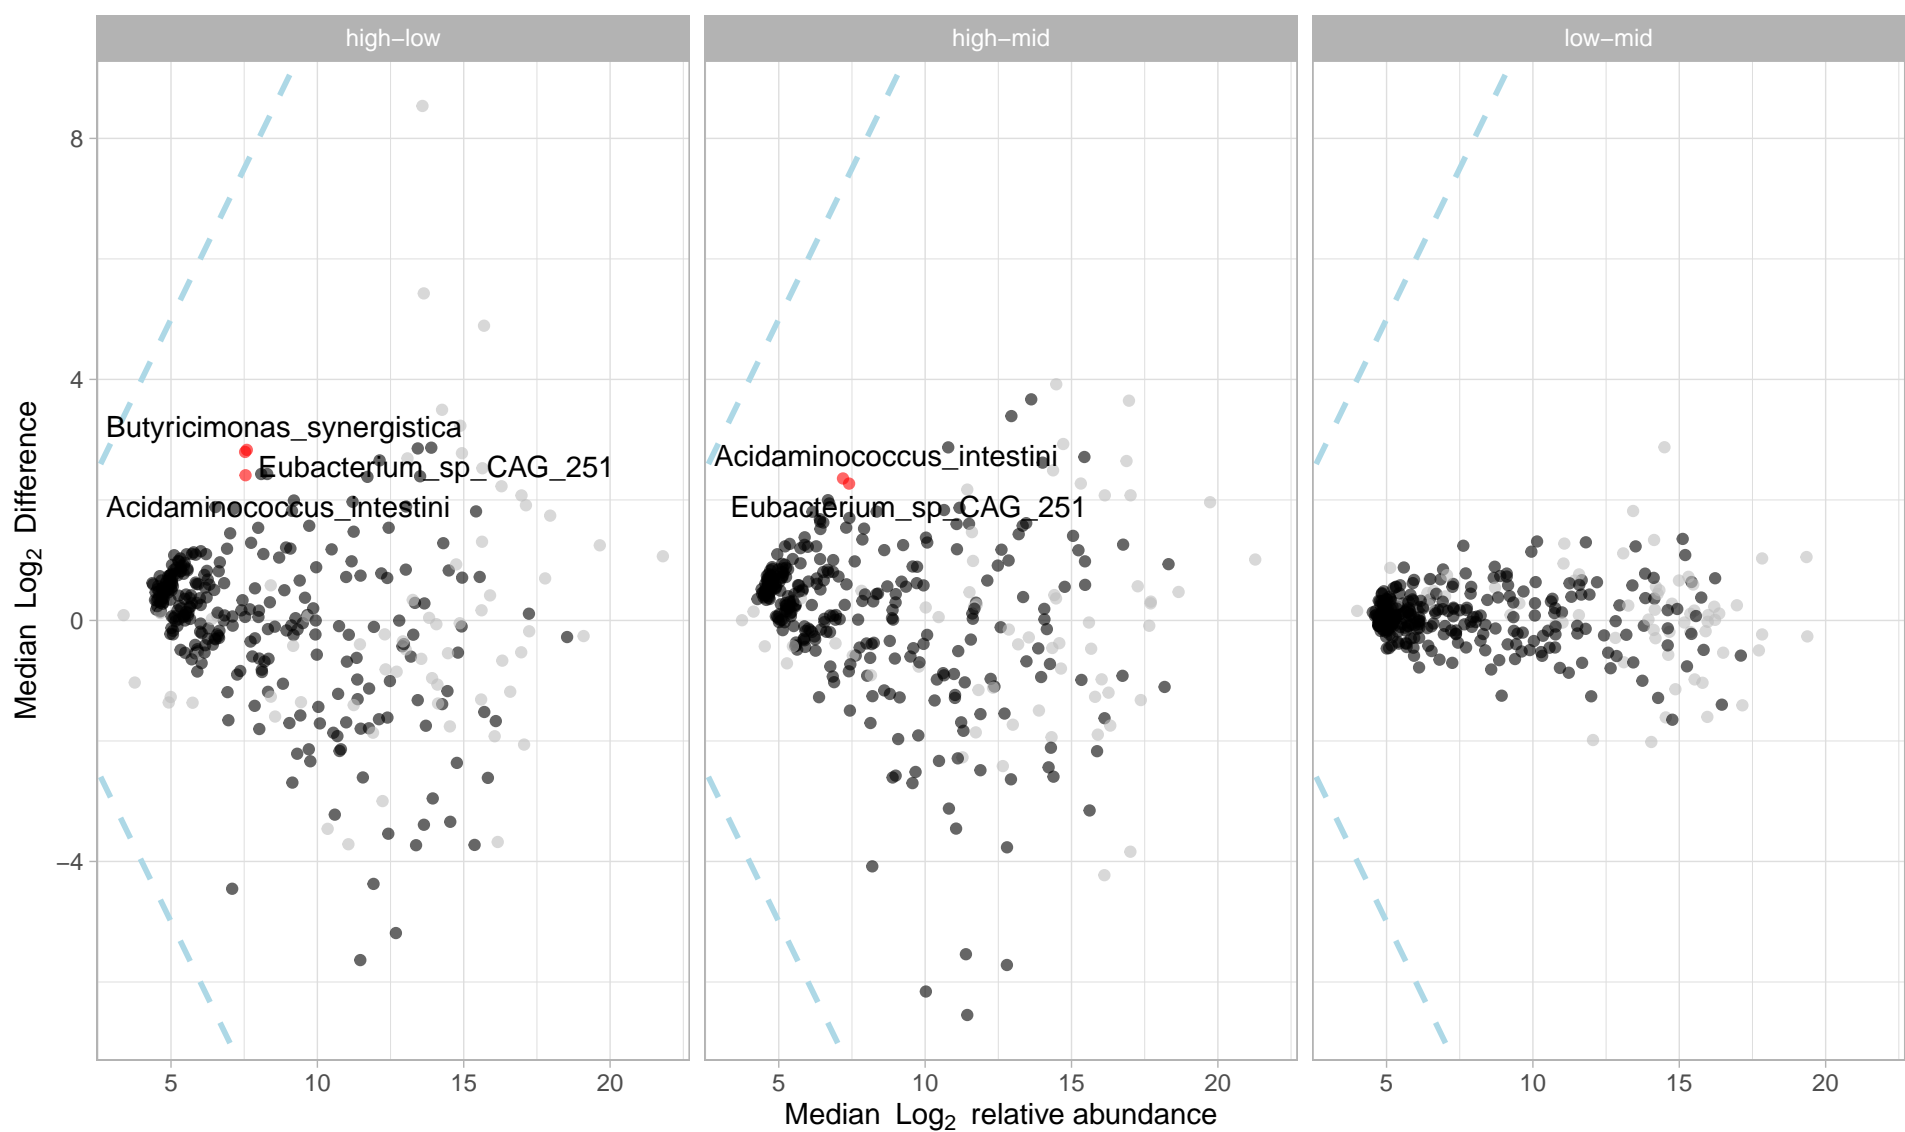 high−low
high−mid
low−mid
8
4
0
−4
Median Log2 Difference
Butyricimonas_synergistica
Eubacterium_sp_CAG_251
Acidaminococcus_intestini
Acidaminococcus_intestini
Eubacterium_sp_CAG_251
5 10 15 20
5 10 15 20
5 10 15 20
Median Log2 relative abundance